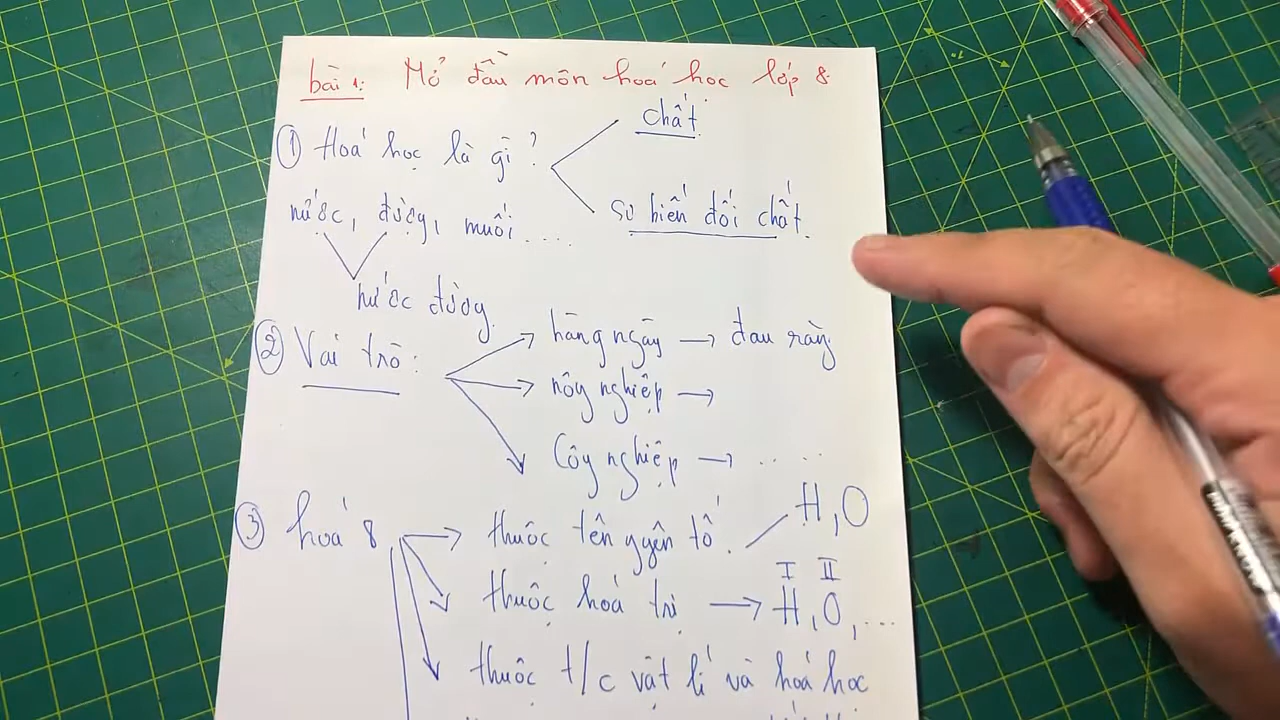 bài 1: Mở đầu môn hoá học lớp 8
① Hoá học là gì?
chất.
sự biến đổi chất.
nước, đường, muối....
nước đường.
② Vai trò:
hàng ngày → đau răng
nông nghiệp →
Công nghiệp → ....
③ hoá 8
thuộc tên nguyên tố.
H, O
thuộc hoá trị →
I II
H, O, ...
thuộc t/c vật lí và hoá học